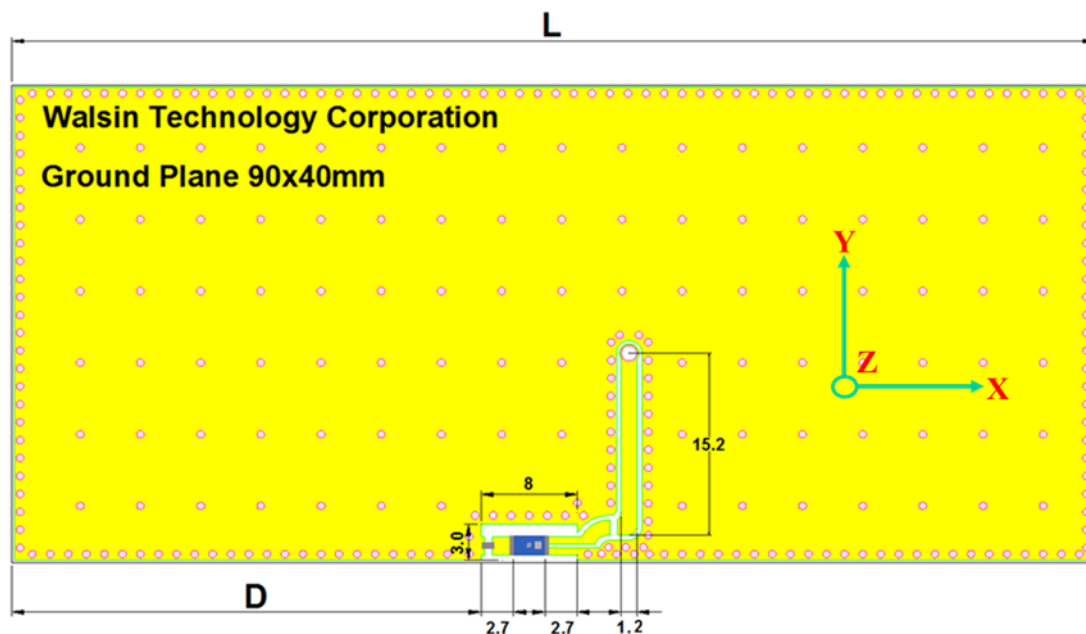 L
Walsin Technology Corporation
Ground Plane 90x40mm
Y
Z
X
15.2
8
3.0
D
2.7
2.7
1.2